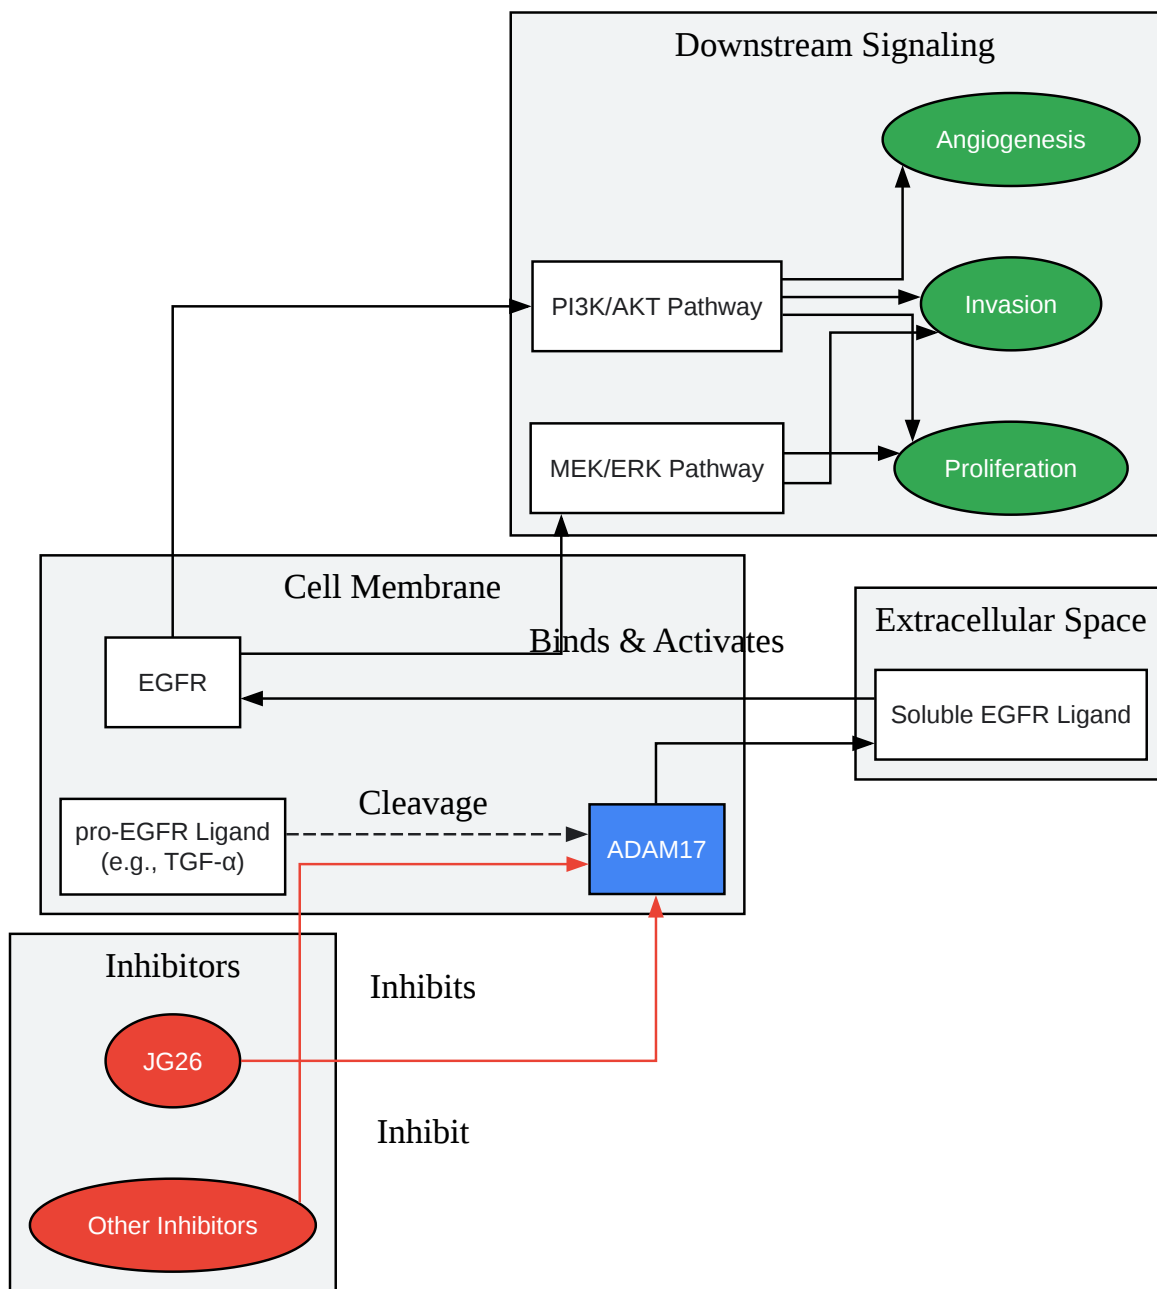 Downstream Signaling
Angiogenesis
PI3K/AKT Pathway
Invasion
MEK/ERK Pathway
Proliferation
Cell Membrane
Binds & Activates
EGFR
Extracellular Space
Soluble EGFR Ligand
Cleavage
pro-EGFR Ligand
(e.g., TGF-α)
ADAM17
Inhibitors
Inhibits
JG26
Inhibit
Other Inhibitors